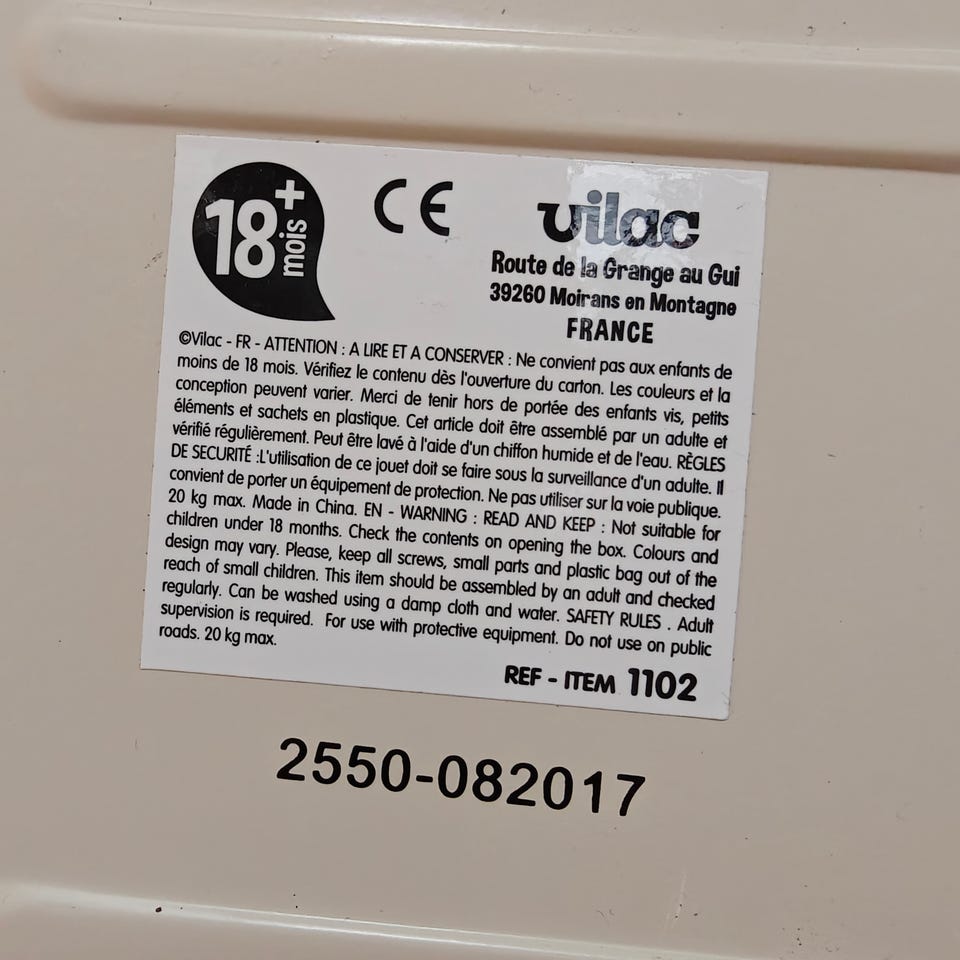 18 mois +
CE
vilac
Route de la Grange au Gui
39260 Moirans en Montagne
FRANCE
©Vilac - FR - ATTENTION : A LIRE ET A CONSERVER : Ne convient pas aux enfants de
moins de 18 mois. Vérifiez le contenu dès l'ouverture du carton. Les couleurs et la
conception peuvent varier. Merci de tenir hors de portée des enfants vis, petits
éléments et sachets en plastique. Cet article doit être assemblé par un adulte et
vérifié régulièrement. Peut être lavé à l'aide d'un chiffon humide et de l'eau. RÈGLES
DE SECURITÉ :L'utilisation de ce jouet doit se faire sous la surveillance d'un adulte. Il
convient de porter un équipement de protection. Ne pas utiliser sur la voie publique.
20 kg max. Made in China. EN - WARNING : READ AND KEEP : Not suitable for
children under 18 months. Check the contents on opening the box. Colours and
design may vary. Please, keep all screws, small parts and plastic bag out of the
reach of small children. This item should be assembled by an adult and checked
regularly. Can be washed using a damp cloth and water. SAFETY RULES . Adult
supervision is required. For use with protective equipment. Do not use on public
roads. 20 kg max.
REF - ITEM 1102
2550-082017